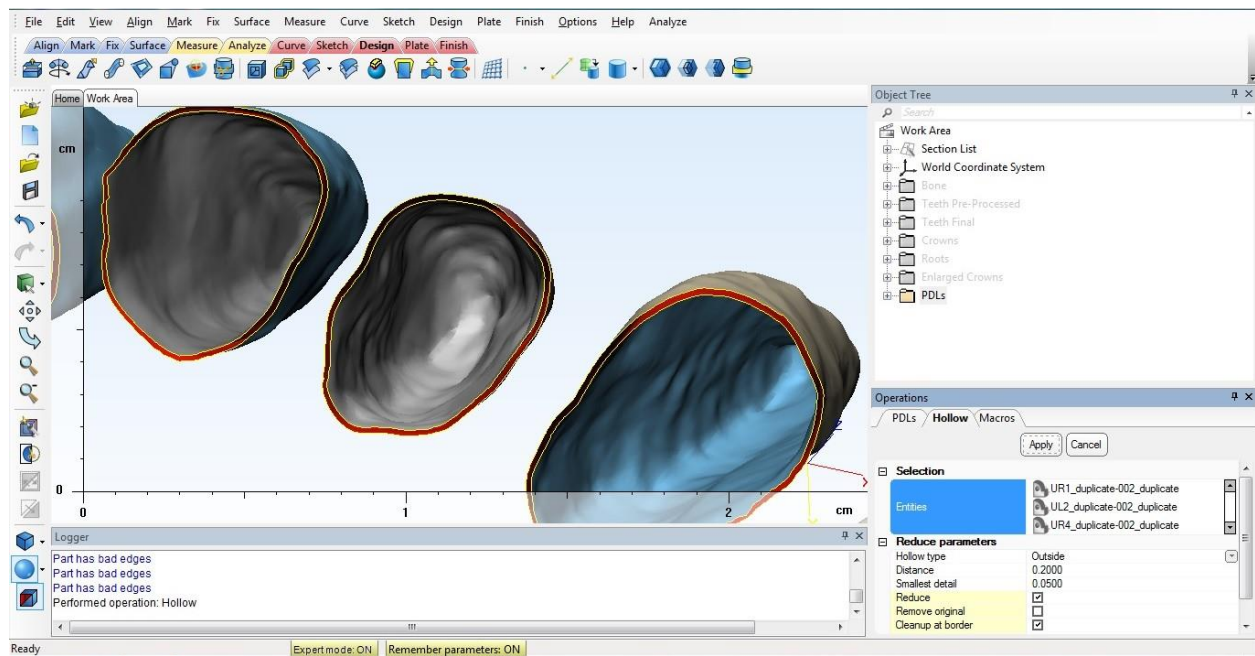 File Edit View Align Mark Fix Surface Measure Curve Sketch Design Plate Finish Options Help Analyze
Align Mark Fix Surface Measure Analyze Curve Sketch Design Plate Finish
Home Work Area
cm
0
0 1 2 cm
Z
Logger
Part has bad edges
Part has bad edges
Part has bad edges
Performed operation: Hollow
Object Tree
Search
Work Area
Section List
World Coordinate System
Bone
Teeth Pre-Processed
Teeth Final
Crowns
Roots
Enlarged Crowns
PDLs
Operations
PDLs Hollow Macros
Apply Cancel
Selection
Entities
UR1_duplicate-002_duplicate
UL2_duplicate-002_duplicate
UR4_duplicate-002_duplicate
Reduce parameters
Hollow type Outside
Distance 0.2000
Smallest detail 0.0500
Reduce
Remove original
Cleanup at border
Ready Expert mode: ON Remember parameters: ON